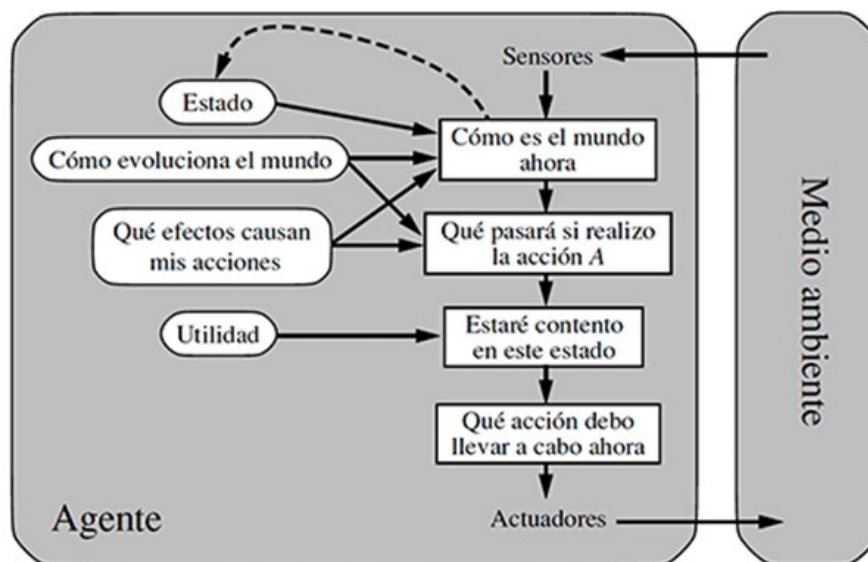 Sensores
Estado
Cómo es el mundo
ahora
Cómo evoluciona el mundo
Qué efectos causan
mis acciones
Qué pasará si realizo
la acción A
Utilidad
Estaré contento
en este estado
Qué acción debo
llevar a cabo ahora
Agente
Actuadores
Medio ambiente